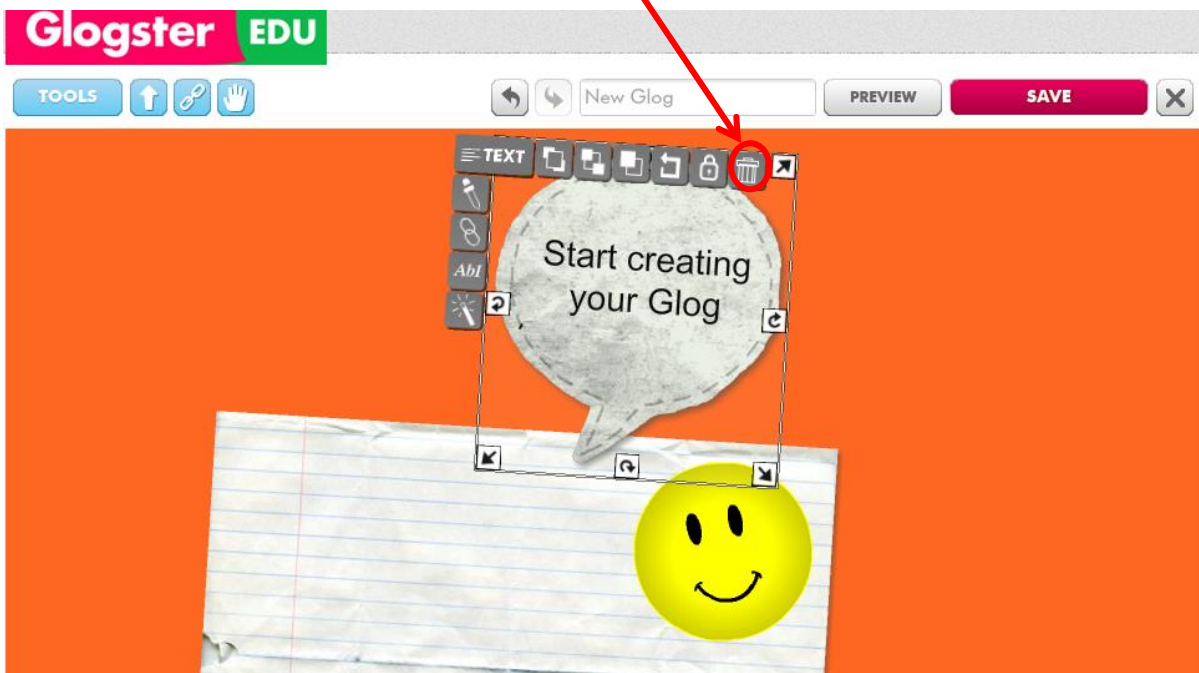 Glogster EDU
TOOLS
New Glog
PREVIEW
SAVE
TEXT
AbI
Start creating
your Glog